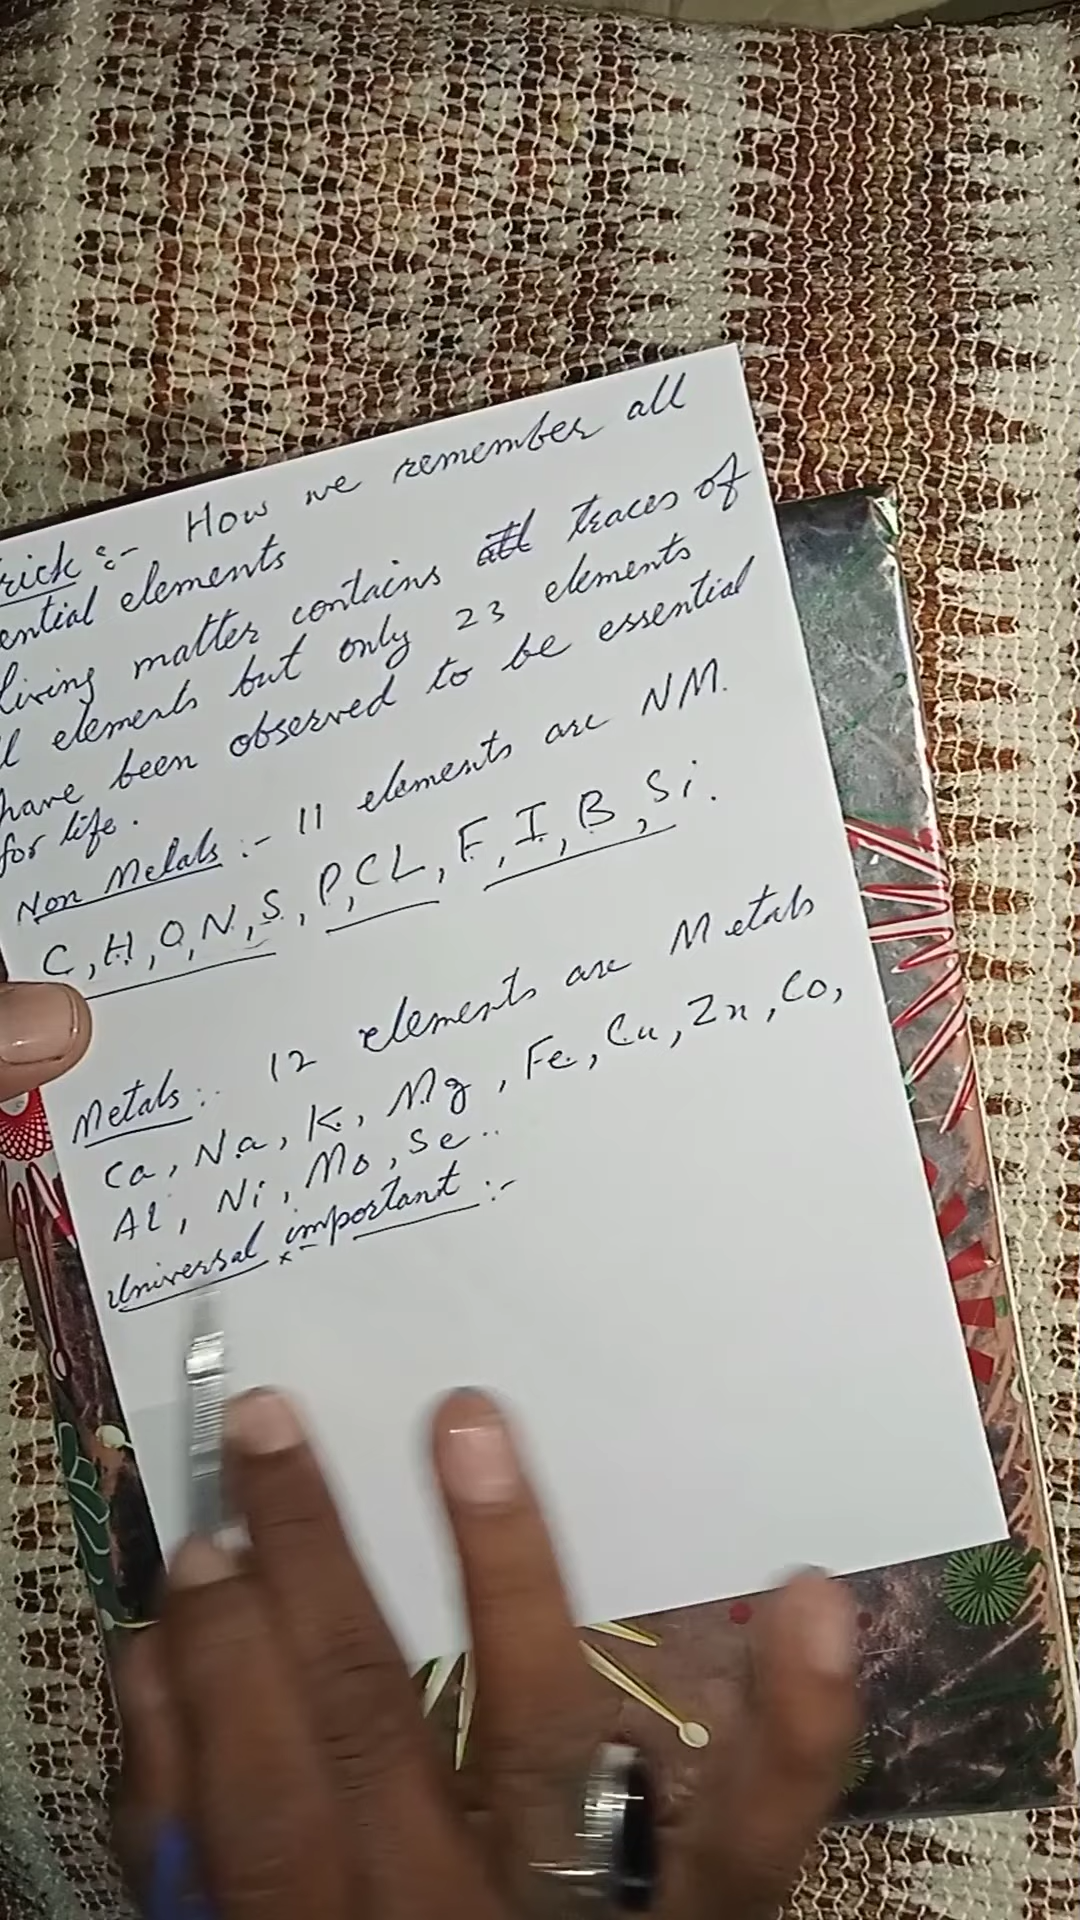 rick :- How we remember all
ential elements
living matter contains traces of
l elements but only 23 elements
have been observed to be essential
for life.
Non Metals :- 11 elements are NM.
C, H, O, N, S, P, CL, F, I, B, Si.
Metals :- 12 elements are Metals
Ca, Na, K, Mg, Fe, Cu, Zn, Co,
Al, Ni, Mo, Se..
Universal important :-